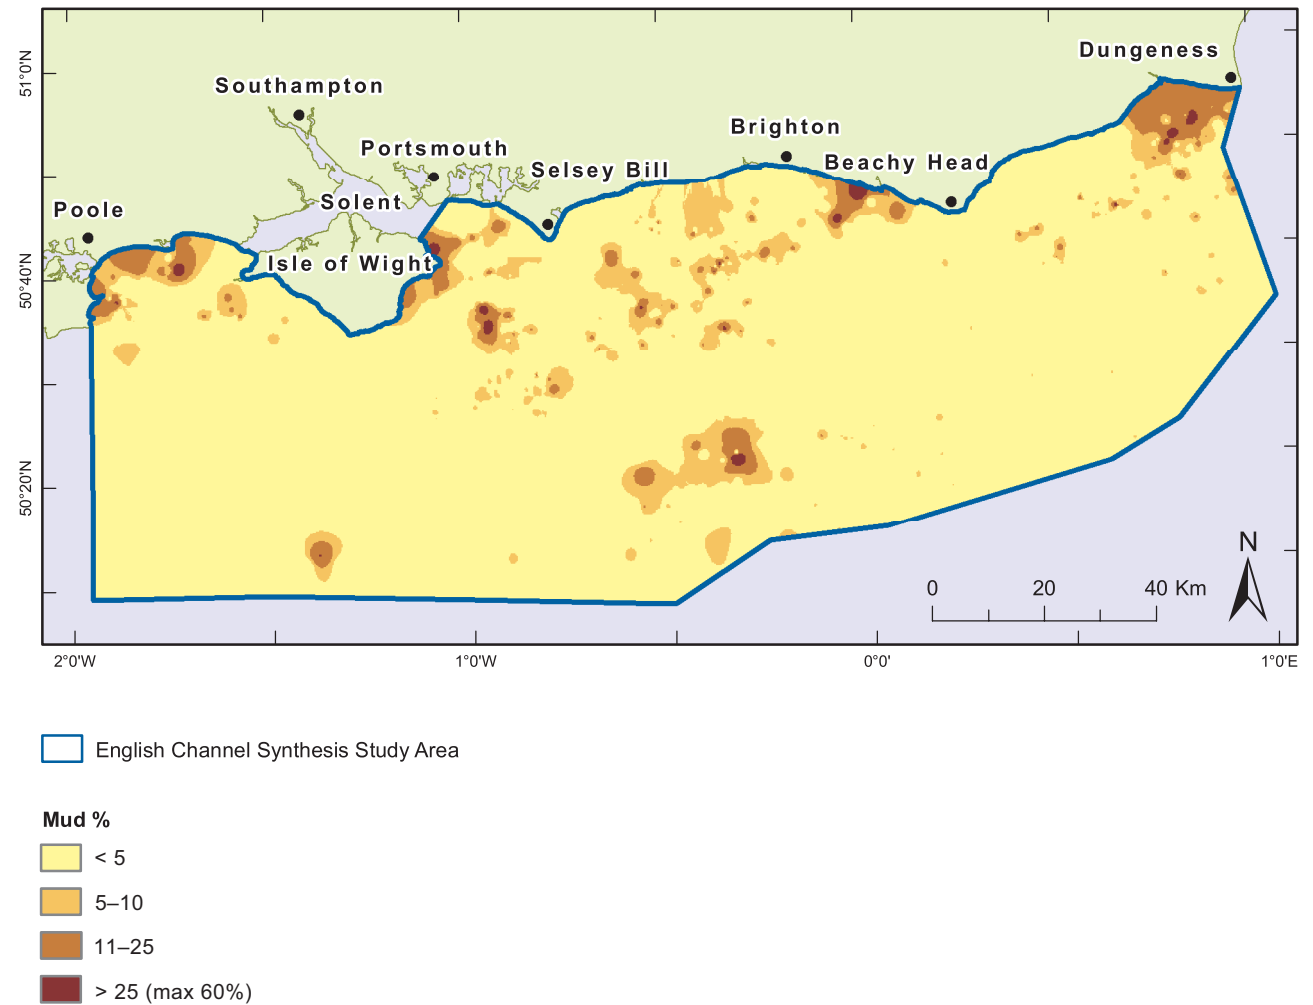 Dungeness
51°0'N
Southampton
Brighton
Portsmouth
Beachy Head
Selsey Bill
Solent
Poole
Isle of Wight
50°40'N
50°20'N
N
0 20 40 Km
2°0'W 1°0'W 0°0' 1°0'E
English Channel Synthesis Study Area
Mud %
< 5
5–10
11–25
> 25 (max 60%)